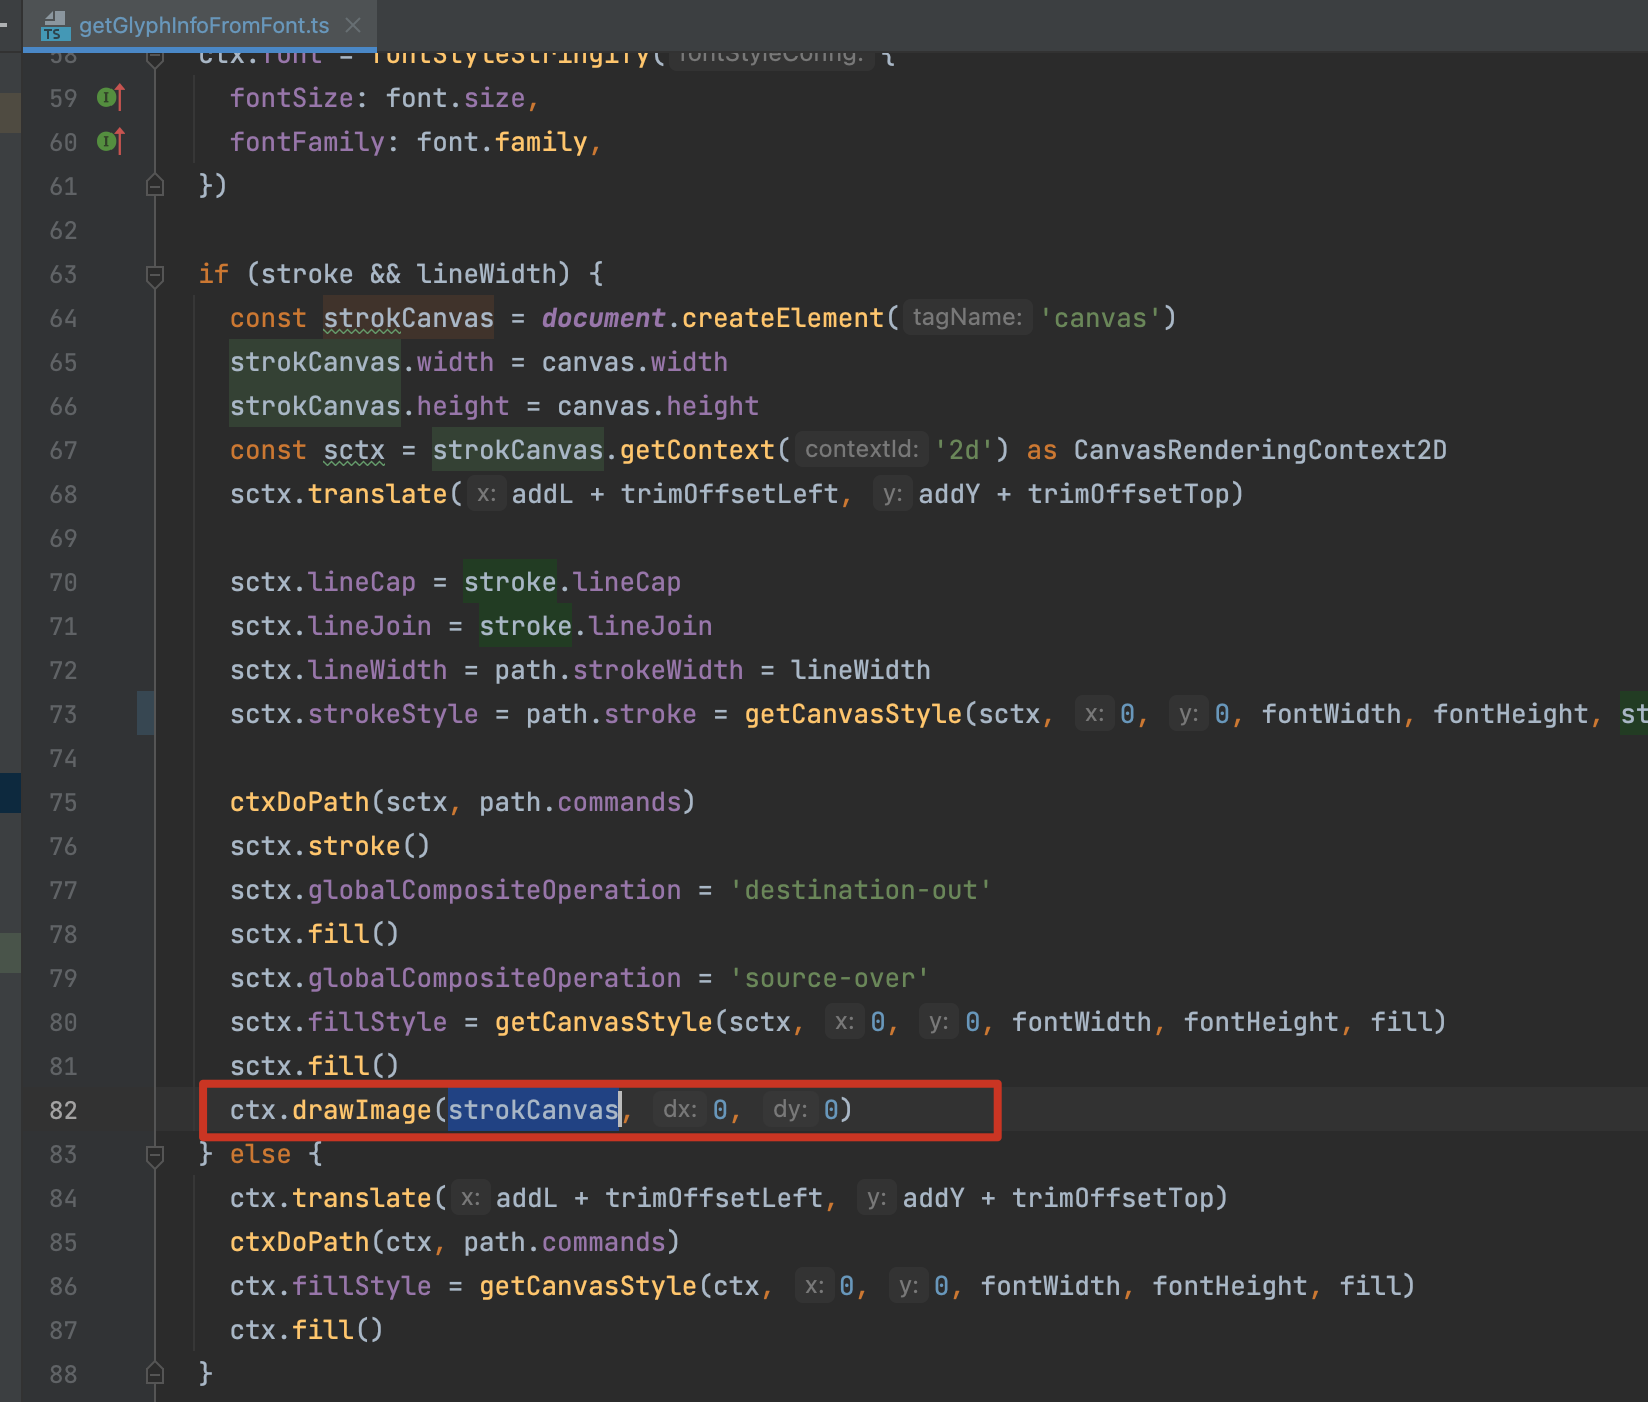 getGlyphInfoFromFont.ts
58 ctx.font = fontStyleStringify( fontStyleConfig: {
59 fontSize: font.size,
60 fontFamily: font.family,
61 })
62
63 if (stroke && lineWidth) {
64 const strokCanvas = document.createElement( tagName: 'canvas')
65 strokCanvas.width = canvas.width
66 strokCanvas.height = canvas.height
67 const sctx = strokCanvas.getContext( contextId: '2d') as CanvasRenderingContext2D
68 sctx.translate( x: addL + trimOffsetLeft, y: addY + trimOffsetTop)
69
70 sctx.lineCap = stroke.lineCap
71 sctx.lineJoin = stroke.lineJoin
72 sctx.lineWidth = path.strokeWidth = lineWidth
73 sctx.strokeStyle = path.stroke = getCanvasStyle(sctx, x: 0, y: 0, fontWidth, fontHeight, st
74
75 ctxDoPath(sctx, path.commands)
76 sctx.stroke()
77 sctx.globalCompositeOperation = 'destination-out'
78 sctx.fill()
79 sctx.globalCompositeOperation = 'source-over'
80 sctx.fillStyle = getCanvasStyle(sctx, x: 0, y: 0, fontWidth, fontHeight, fill)
81 sctx.fill()
82 ctx.drawImage(strokCanvas, dx: 0, dy: 0)
83 } else {
84 ctx.translate( x: addL + trimOffsetLeft, y: addY + trimOffsetTop)
85 ctxDoPath(ctx, path.commands)
86 ctx.fillStyle = getCanvasStyle(ctx, x: 0, y: 0, fontWidth, fontHeight, fill)
87 ctx.fill()
88 }